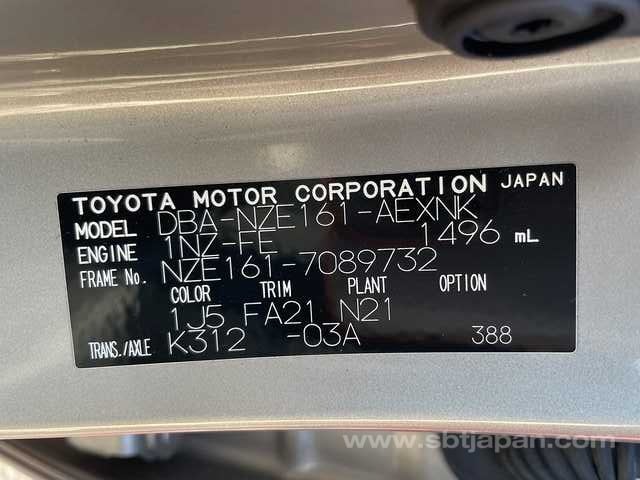 TOYOTA MOTOR CORPORATION JAPAN
MODEL DBA-NZE161-AEXNK
ENGINE 1NZ-FE 1496 mL
FRAME No. NZE161-7089732
COLOR TRIM PLANT OPTION
1J5 FA21 N21
TRANS./AXLE K312 -03A 388
www.sbtjapan.com